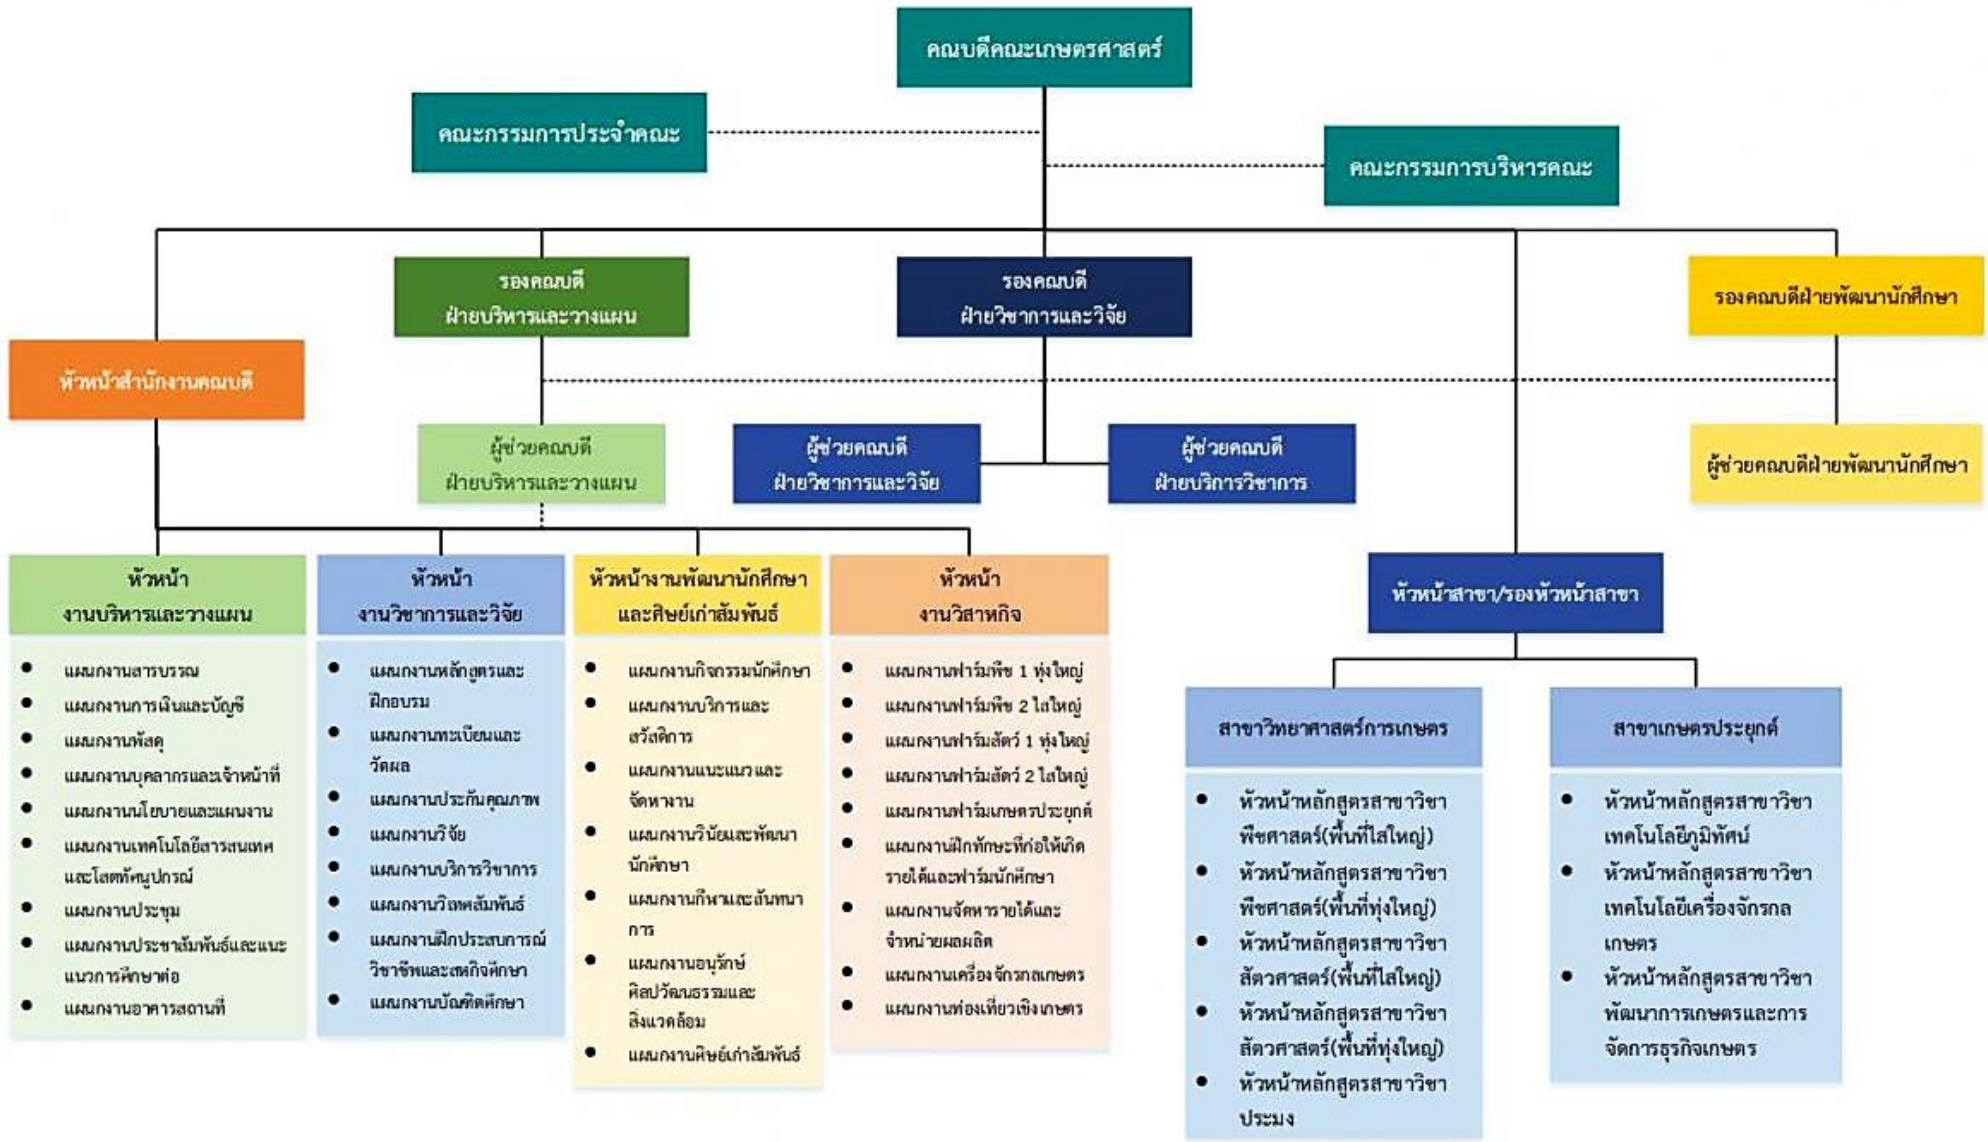 คณบดีคณะเกษตรศาสตร์
คณะกรรมการประจำคณะ
คณะกรรมการบริหารคณะ
รองคณบดี
ฝ่ายบริหารและวางแผน
รองคณบดี
ฝ่ายวิชาการและวิจัย
รองคณบดีฝ่ายพัฒนานักศึกษา
หัวหน้าสำนักงานคณบดี
ผู้ช่วยคณบดี
ฝ่ายบริหารและวางแผน
ผู้ช่วยคณบดี
ฝ่ายวิชาการและวิจัย
ผู้ช่วยคณบดี
ฝ่ายบริการวิชาการ
ผู้ช่วยคณบดีฝ่ายพัฒนานักศึกษา
หัวหน้า
งานบริหารและวางแผน
● แผนกงานสารบรรณ
● แผนกงานการเงินและบัญชี
● แผนกงานพัสดุ
● แผนกงานบุคลากรและเจ้าหน้าที่
● แผนกงานนโยบายและแผนงาน
● แผนกงานเทคโนโลยีสารสนเทศ
และโสตทัศนูปกรณ์
● แผนกงานประชุม
● แผนกงานประชาสัมพันธ์และแนะ
แนวการศึกษาต่อ
● แผนกงานอาคารสถานที่
หัวหน้า
งานวิชาการและวิจัย
● แผนกงานหลักสูตรและ
ฝึกอบรม
● แผนกงานทะเบียนและ
วัดผล
● แผนกงานประกันคุณภาพ
● แผนกงานวิจัย
● แผนกงานบริการวิชาการ
● แผนกงานวิเทศสัมพันธ์
● แผนกงานฝึกประสบการณ์
วิชาชีพและสหกิจศึกษา
● แผนกงานบัณฑิตศึกษา
หัวหน้างานพัฒนานักศึกษา
และศิษย์เก่าสัมพันธ์
● แผนกงานกิจกรรมนักศึกษา
● แผนกงานบริการและ
สวัสดิการ
● แผนกงานแนะแนวและ
จัดหางาน
● แผนกงานวินัยและพัฒนา
นักศึกษา
● แผนกงานกีฬาและสันทนา
การ
● แผนกงานอนุรักษ์
ศิลปวัฒนธรรมและ
สิ่งแวดล้อม
● แผนกงานศิษย์เก่าสัมพันธ์
หัวหน้า
งานวิสาหกิจ
● แผนกงานฟาร์มพืช 1 ทุ่งใหญ่
● แผนกงานฟาร์มพืช 2 ไสใหญ่
● แผนกงานฟาร์มสัตว์ 1 ทุ่งใหญ่
● แผนกงานฟาร์มสัตว์ 2 ไสใหญ่
● แผนกงานฟาร์มเกษตรประยุกต์
● แผนกงานฝึกทักษะที่ก่อให้เกิด
รายได้และฟาร์มนักศึกษา
● แผนกงานจัดหารายได้และ
จำหน่ายผลผลิต
● แผนกงานเครื่องจักรกลเกษตร
● แผนกงานท่องเที่ยวเชิงเกษตร
หัวหน้าสาขา/รองหัวหน้าสาขา
สาขาวิทยาศาสตร์การเกษตร
● หัวหน้าหลักสูตรสาขาวิชา
พืชศาสตร์(พื้นที่ไสใหญ่)
● หัวหน้าหลักสูตรสาขาวิชา
พืชศาสตร์(พื้นที่ทุ่งใหญ่)
● หัวหน้าหลักสูตรสาขาวิชา
สัตวศาสตร์(พื้นที่ไสใหญ่)
● หัวหน้าหลักสูตรสาขาวิชา
สัตวศาสตร์(พื้นที่ทุ่งใหญ่)
● หัวหน้าหลักสูตรสาขาวิชา
ประมง
สาขาเกษตรประยุกต์
● หัวหน้าหลักสูตรสาขาวิชา
เทคโนโลยีภูมิทัศน์
● หัวหน้าหลักสูตรสาขาวิชา
เทคโนโลยีเครื่องจักรกล
เกษตร
● หัวหน้าหลักสูตรสาขาวิชา
พัฒนาการเกษตรและการ
จัดการธุรกิจเกษตร